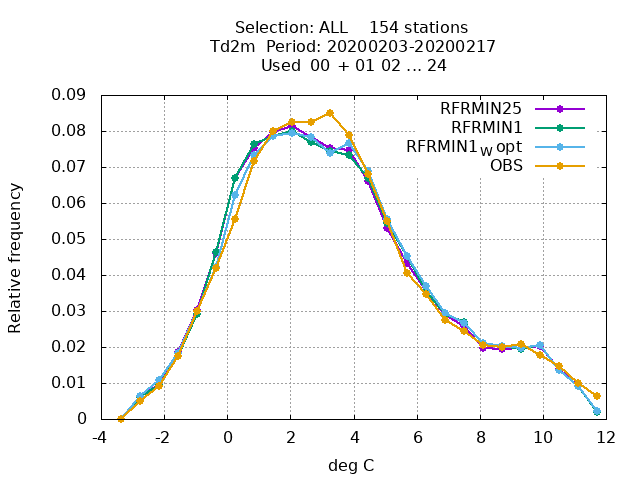 Selection: ALL    154 stations
Td2m  Period: 20200203-20200217
Used  00  + 01 02 ... 24
0.09
0.08
0.07
0.06
0.05
0.04
0.03
0.02
0.01
0
-4
-2
0
2
4
6
8
10
12
Relative frequency
deg C
RFRMIN25
RFRMIN1
RFRMIN1_W opt
OBS